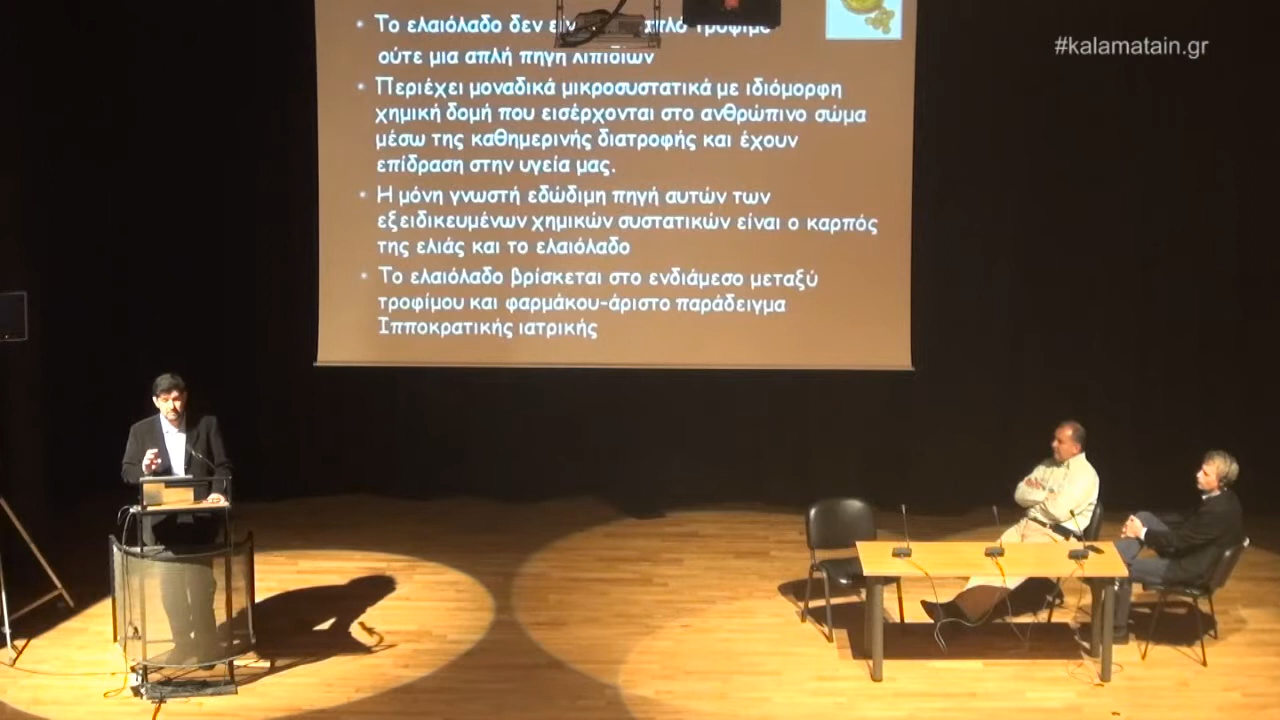 #kalamatain.gr
• Το ελαιόλαδο δεν τρόφιμο
ούτε μια απλή πηγή λιπιδίων
• Περιέχει μοναδικά μικροσυστατικά με ιδιόμορφη
χημική δομή που εισέρχονται στο ανθρώπινο σώμα
μέσω της καθημερινής διατροφής και έχουν
επίδραση στην υγεία μας.
• Η μόνη γνωστή εδώδιμη πηγή αυτών των
εξειδικευμένων χημικών συστατικών είναι ο καρπός
της ελιάς και το ελαιόλαδο
• Το ελαιόλαδο βρίσκεται στο ενδιάμεσο μεταξύ
τροφίμου και φαρμάκου-άριστο παράδειγμα
Ιπποκρατικής ιατρικής